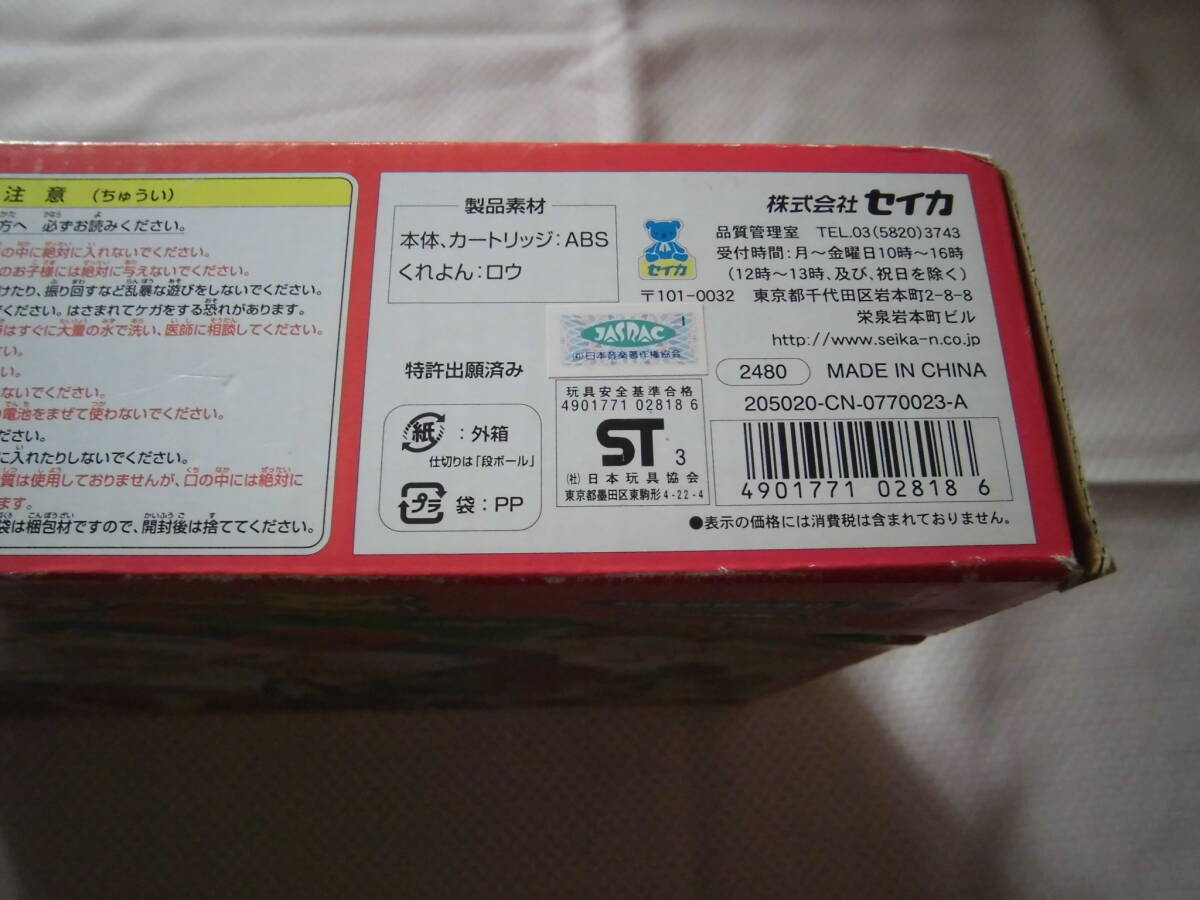 注意 (ちゅうい)
方へ 必ずお読みください。
の中に絶対に入れないでください。
のお子様には絶対に与えないでください。
けたり、振り回すなど乱暴な遊びをしないでください。
でください。はさまれてケガをする恐れがあります。
はすぐに大量の水で洗い、医師に相談してください。
さい。
い。
ないでください。
電池をまぜて使わないでください。
ださい。
に入れたりしないでください。
質は使用しておりませんが、口の中には絶対に
ます。
袋は梱包材ですので、開封後は捨ててください。
製品素材
本体、カートリッジ:ABS
くれよん:ロウ
特許出願済み
紙:外箱
仕切りは「段ボール」
プラ 袋:PP
セイカ
株式会社 セイカ
品質管理室 TEL.03(5820)3743
受付時間:月~金曜日10時~16時
(12時~13時、及び、祝日を除く)
〒101-0032 東京都千代田区岩本町2-8-8
栄泉岩本町ビル
http://www.seika-n.co.jp
1
JASRAC
(社)日本音楽著作権協会
玩具安全基準合格
4901771 02818 6
ST 3
(社)日本玩具協会
東京都墨田区東駒形4-22-4
2480 MADE IN CHINA
205020-CN-0770023-A
4901771 028186
●表示の価格には消費税は含まれておりません。